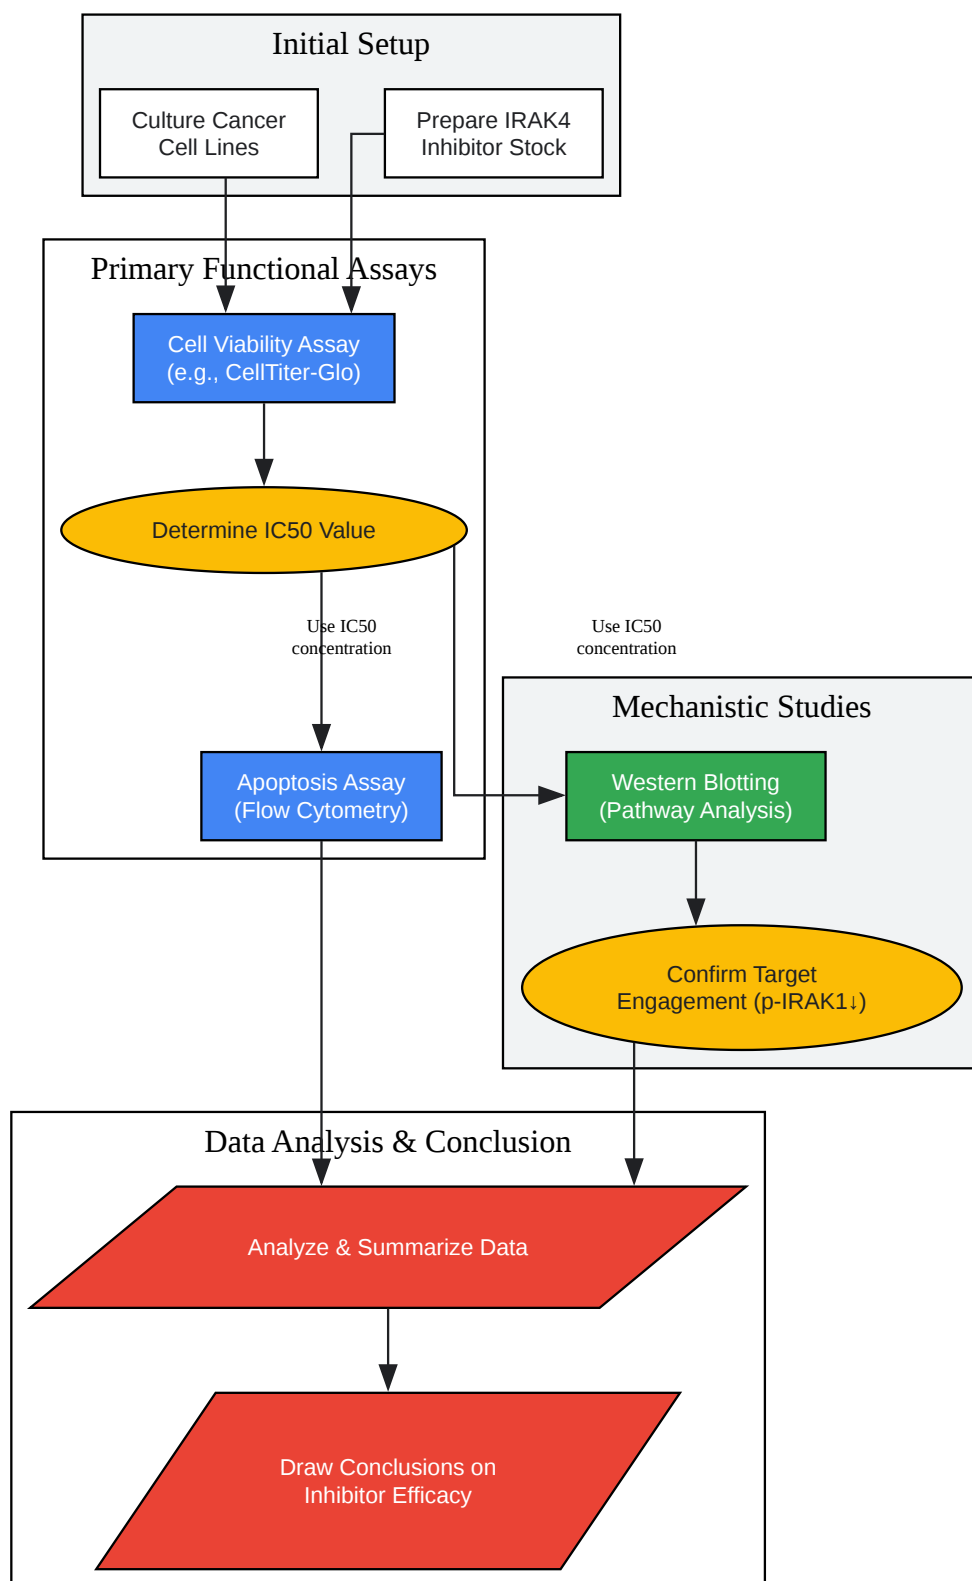 Initial Setup
Culture Cancer
Cell Lines
Prepare IRAK4
Inhibitor Stock
Primary Functional Assays
Cell Viability Assay
(e.g., CellTiter-Glo)
Determine IC50 Value
Use IC50
concentration
Use IC50
concentration
Mechanistic Studies
Apoptosis Assay
(Flow Cytometry)
Western Blotting
(Pathway Analysis)
Confirm Target
Engagement (p-IRAK1↓)
Data Analysis & Conclusion
Analyze & Summarize Data
Draw Conclusions on
Inhibitor Efficacy